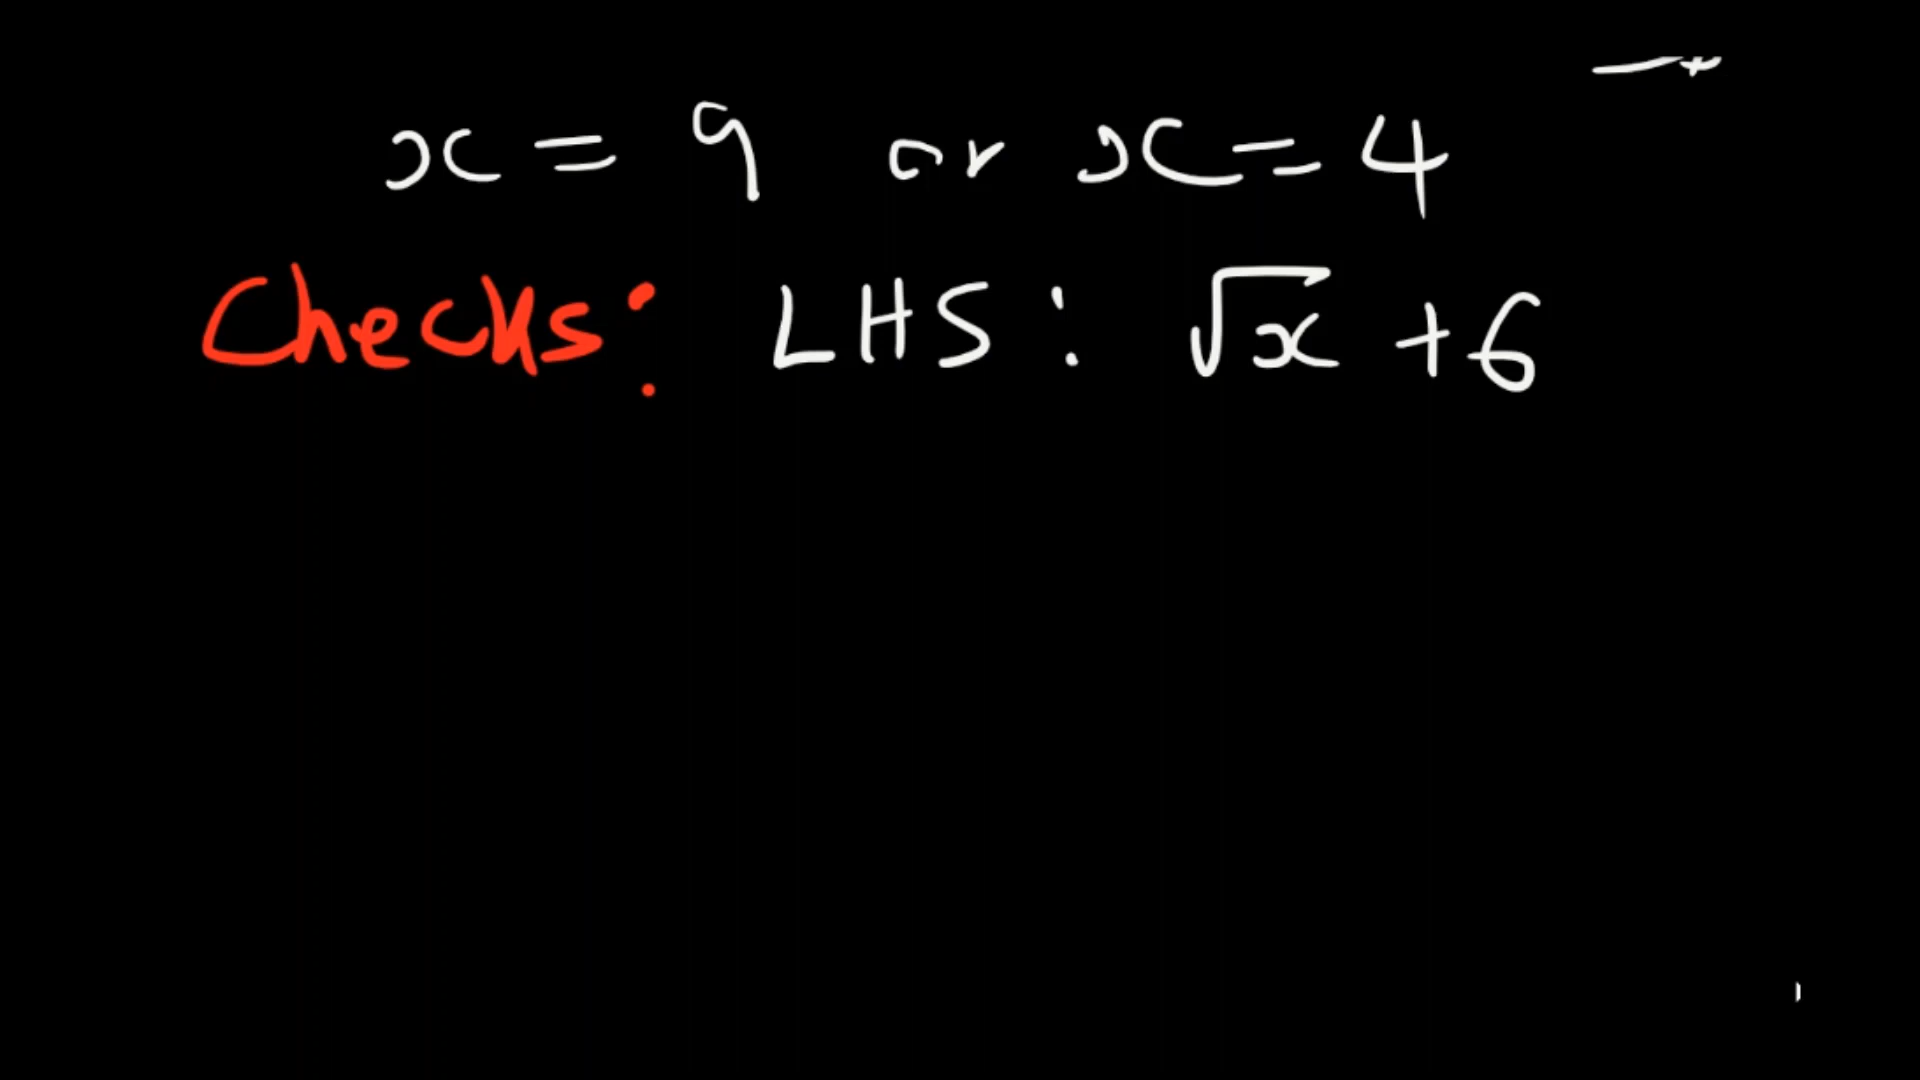 x = 9 or x = 4
Checks: LHS: √x + 6